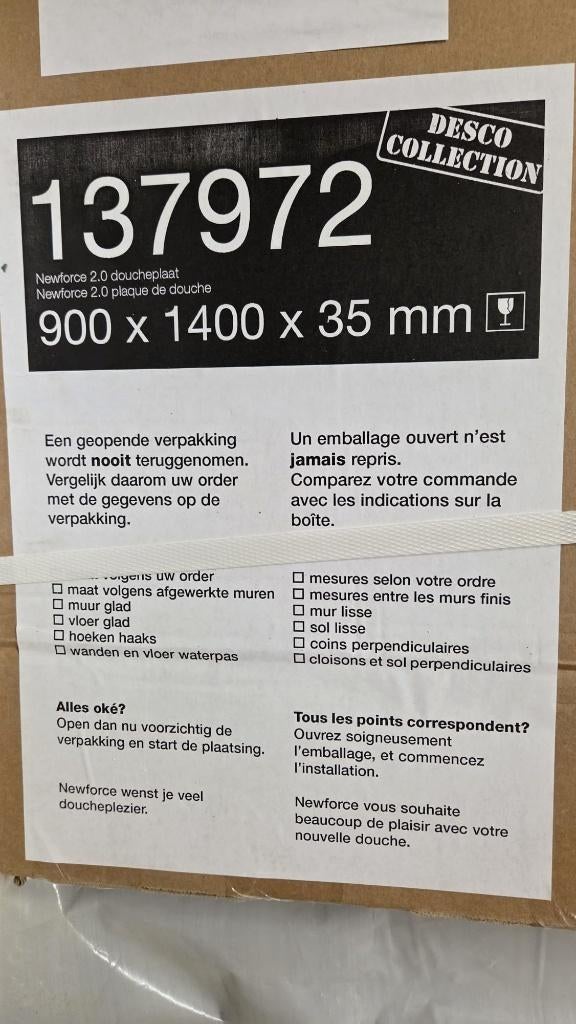 DESCO
COLLECTION
137972
Newforce 2.0 doucheplaat
Newforce 2.0 plaque de douche
900 x 1400 x 35 mm
Een geopende verpakking
wordt nooit teruggenomen.
Vergelijk daarom uw order
met de gegevens op de
verpakking.
uw order
☐ maat volgens afgewerkte muren
☐ muur glad
☐ vloer glad
☐ hoeken haaks
☐ wanden en vloer waterpas
Alles oké?
Open dan nu voorzichtig de
verpakking en start de plaatsing.
Newforce wenst je veel
doucheplezier.
Un emballage ouvert n'est
jamais repris.
Comparez votre commande
avec les indications sur la
boîte.
☐ mesures selon votre ordre
☐ mesures entre les murs finis
☐ mur lisse
☐ sol lisse
☐ coins perpendiculaires
☐ cloisons et sol perpendiculaires
Tous les points correspondent?
Ouvrez soigneusement
l'emballage, et commencez
l'installation.
Newforce vous souhaite
beaucoup de plaisir avec votre
nouvelle douche.